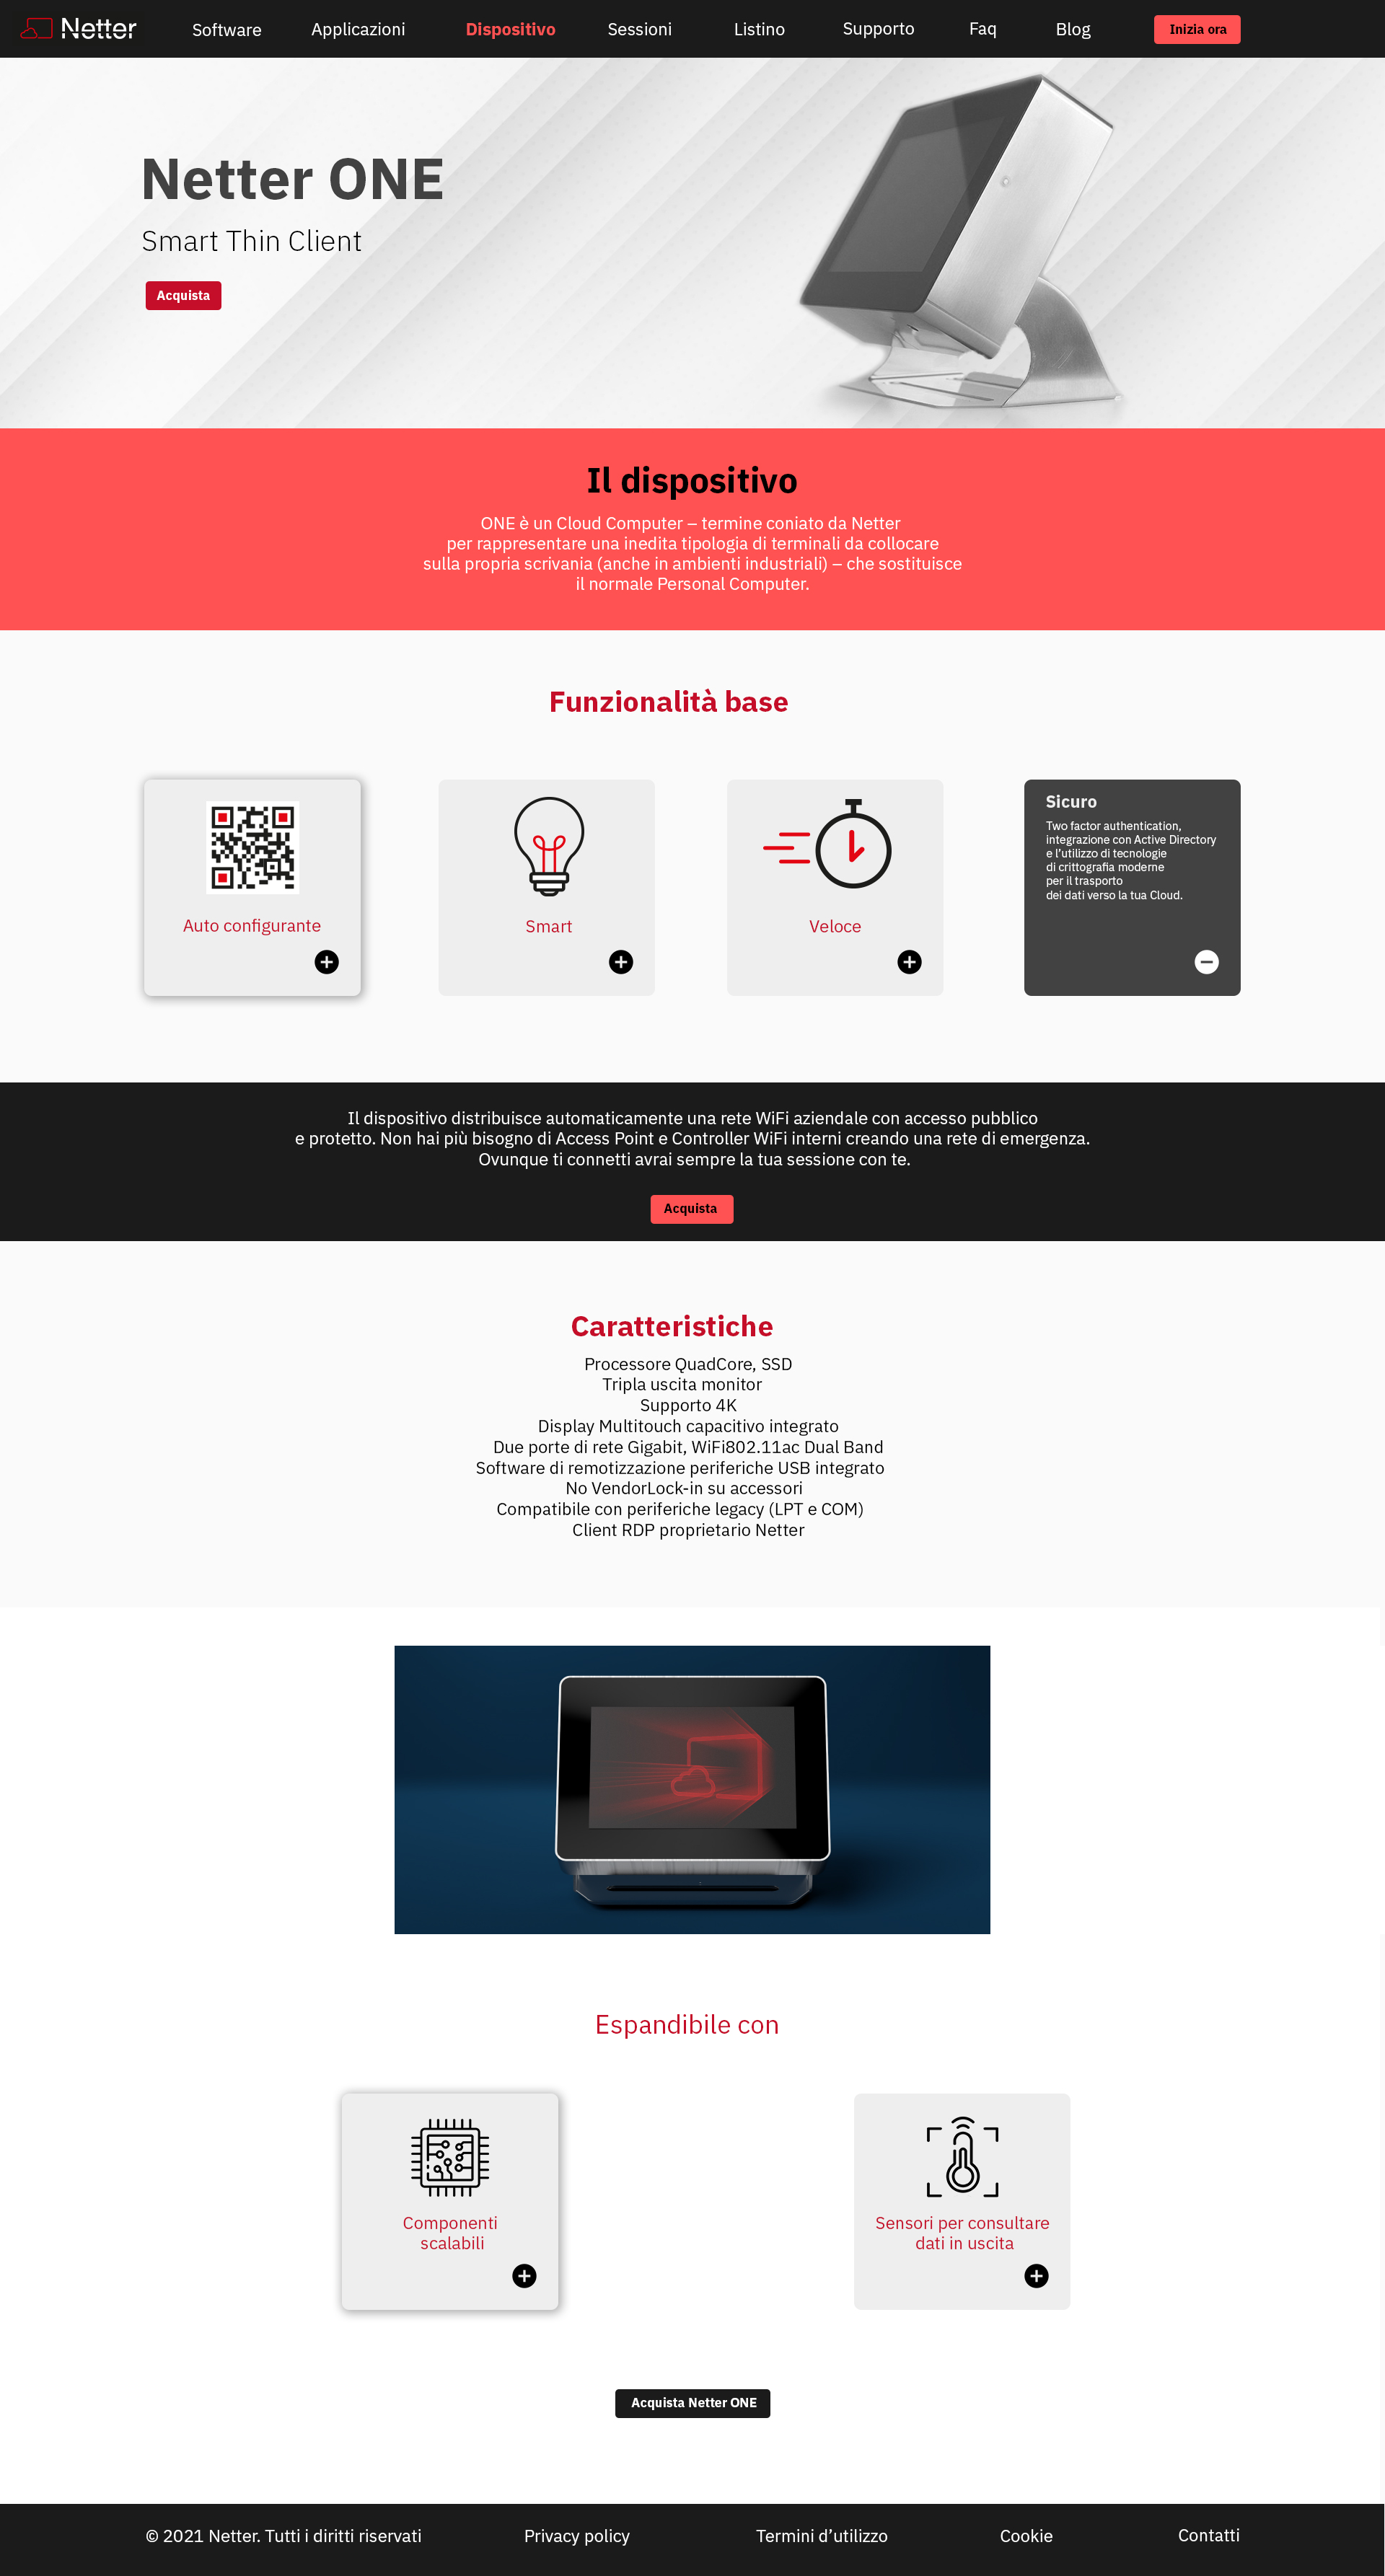 Netter
Software
Applicazioni
Dispositivo
Sessioni
Listino
Supporto
Faq
Blog
Inizia ora
Netter ONE
Smart Thin Client
Acquista
Il dispositivo
ONE è un Cloud Computer – termine coniato da Netter
per rappresentare una inedita tipologia di terminali da collocare
sulla propria scrivania (anche in ambienti industriali) – che sostituisce
il normale Personal Computer.
Funzionalità base
Auto configurante
Smart
Veloce
Sicuro
Two factor authentication,
integrazione con Active Directory
e l’utilizzo di tecnologie
di crittografia moderne
per il trasporto
dei dati verso la tua Cloud.
Il dispositivo distribuisce automaticamente una rete WiFi aziendale con accesso pubblico
e protetto. Non hai più bisogno di Access Point e Controller WiFi interni creando una rete di emergenza.
Ovunque ti connetti avrai sempre la tua sessione con te.
Acquista
Caratteristiche
Processore QuadCore, SSD
Tripla uscita monitor
Supporto 4K
Display Multitouch capacitivo integrato
Due porte di rete Gigabit, WiFi802.11ac Dual Band
Software di remotizzazione periferiche USB integrato
No VendorLock-in su accessori
Compatibile con periferiche legacy (LPT e COM)
Client RDP proprietario Netter
Espandibile con
Componenti
scalabili
Sensori per consultare
dati in uscita
Acquista Netter ONE
© 2021 Netter. Tutti i diritti riservati
Privacy policy
Termini d’utilizzo
Cookie
Contatti